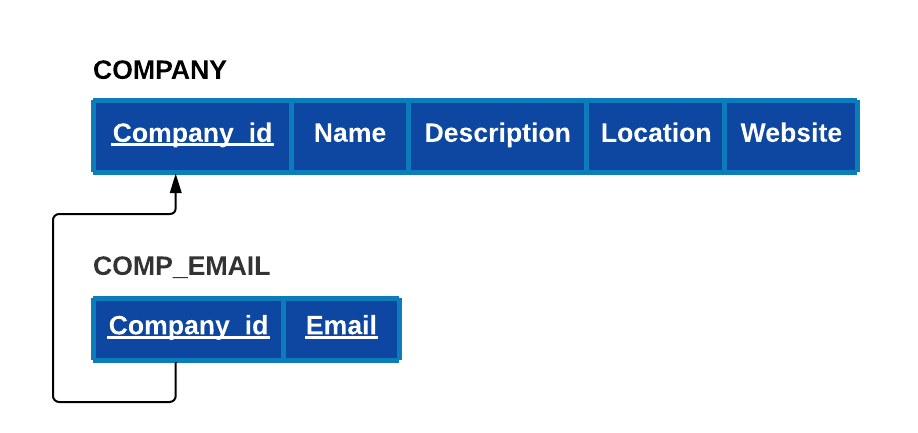 COMPANY
Company_id Name Description Location Website
COMP_EMAIL
Company_id Email